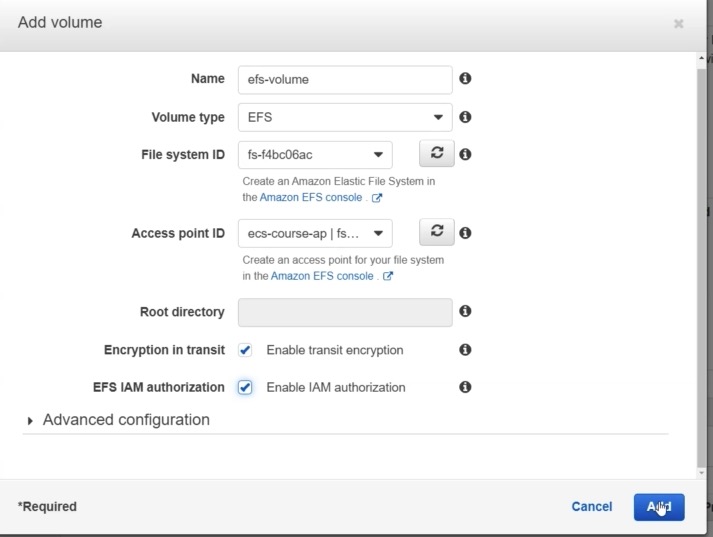 Add volume
Name
efs-volume
Volume type
EFS
File system ID
fs-f4bc06ac
Create an Amazon Elastic File System in
the Amazon EFS console .
Access point ID
ecs-course-ap | fs...
Create an access point for your file system
in the Amazon EFS console .
Root directory
Encryption in transit
Enable transit encryption
EFS IAM authorization
Enable IAM authorization
Advanced configuration
*Required
Cancel
Add